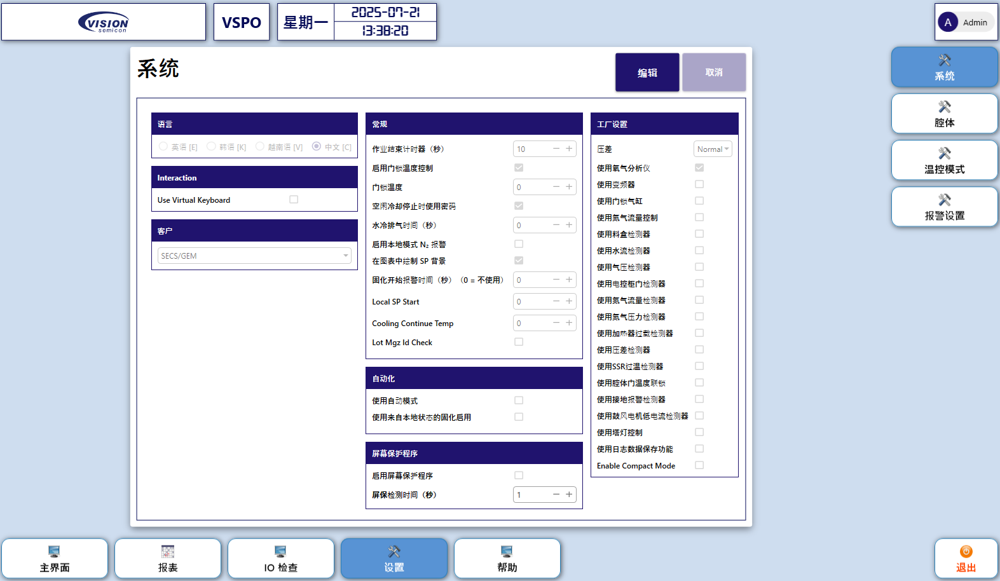 VISION
semicon
VSPO
星期一
2025-07-21
13:38:20
A
Admin
系统
编辑
取消
语言
英语 [E]
韩语 [K]
越南语 [V]
中文 [C]
Interaction
Use Virtual Keyboard
客户
SECS/GEM
常规
作业结束计时器（秒）
10
启用门锁温度控制
门锁温度
0
空闲冷却停止时使用密码
水冷排气时间（秒）
0
启用本地模式 N₂ 报警
在图表中绘制 SP 背景
固化开始报警时间（秒）（0 = 不使用）
0
Local SP Start
0
Cooling Continue Temp
0
Lot Mgz Id Check
自动化
使用自动模式
使用来自本地状态的固化启用
屏幕保护程序
启用屏幕保护程序
屏保检测时间（秒）
1
工厂设置
压差
Normal
使用氧气分析仪
使用变频器
使用门锁气缸
使用氮气流量控制
使用料盒检测器
使用水流检测器
使用气压检测器
使用电控柜门检测器
使用氮气流量检测器
使用氮气压力检测器
使用加热器过载检测器
使用压差检测器
使用SSR过温检测器
使用腔体门温度联锁
使用接地报警检测器
使用鼓风电机低电流检测器
使用塔灯控制
使用日志数据保存功能
Enable Compact Mode
系统
腔体
温控模式
报警设置
主界面
报表
IO 检查
设置
帮助
退出